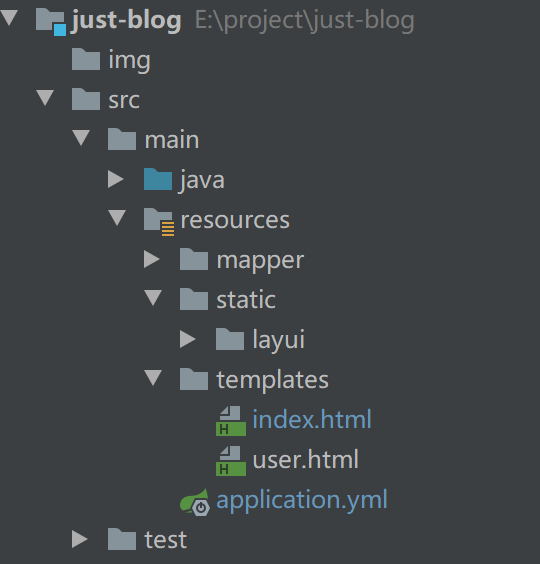 just-blog E:\project\just-blog
img
src
main
java
resources
mapper
static
layui
templates
index.html
user.html
application.yml
test